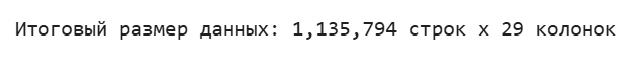 Итоговый размер данных: 1,135,794 строк x 29 колонок